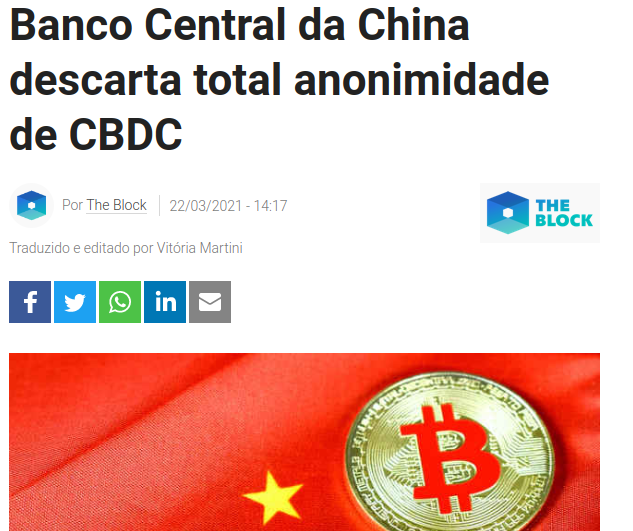 Banco Central da China
descarta total anonimidade
de CBDC
Por The Block
22/03/2021 - 14:17
THE
BLOCK
Traduzido e editado por Vitória Martini